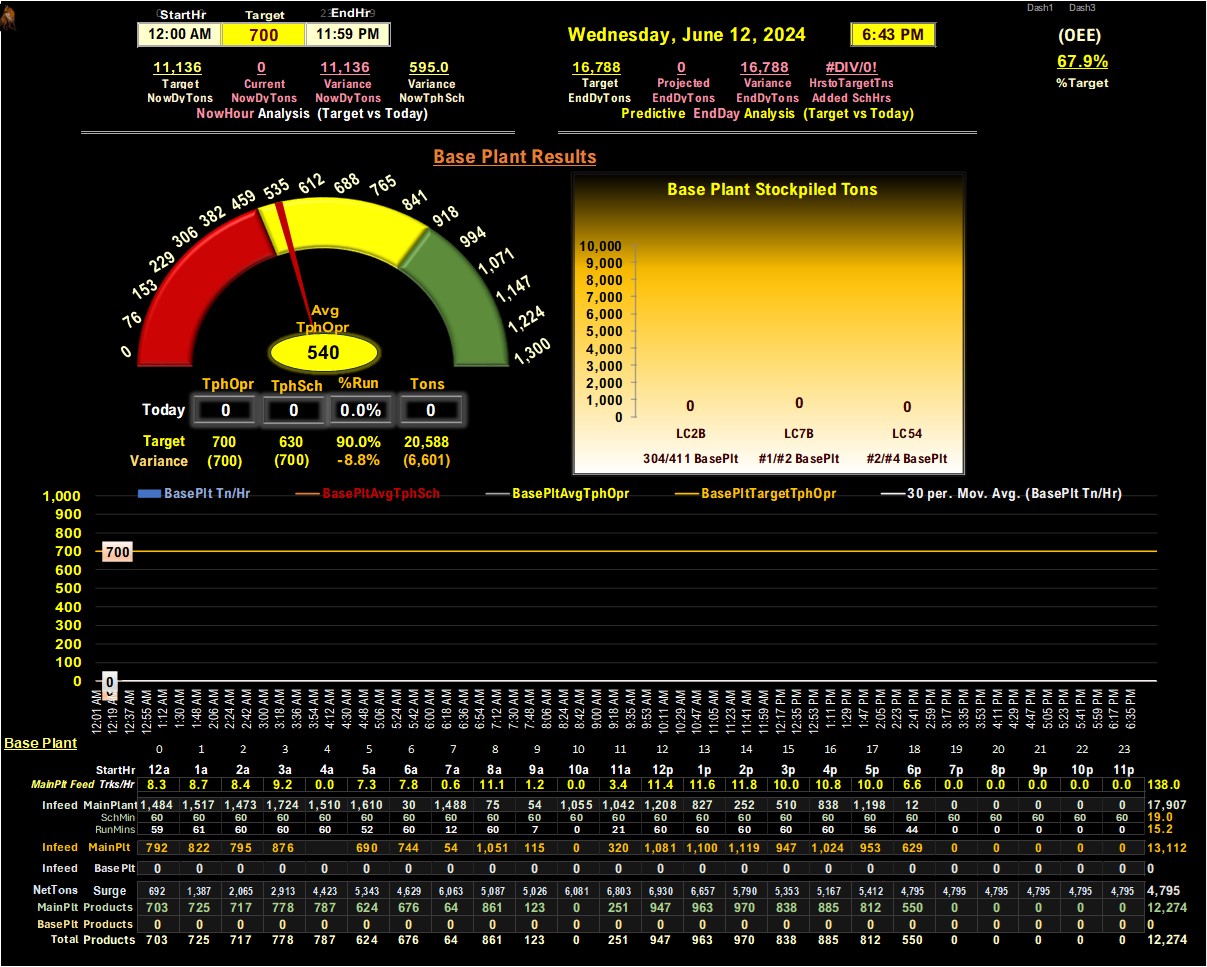 Dash1 Dash3
StartHr Target EndHr
12:00 AM 700 11:59 PM
Wednesday, June 12, 2024 6:43 PM
(OEE)
67.9%
%Target
11,136 0 11,136 595.0
Target Current Variance Variance
NowDyTons NowDyTons NowDyTons NowTphSch
NowHour Analysis (Target vs Today)
16,788 0 16,788 #DIV/0!
Target Projected Variance HrstoTargetTns
EndDyTons EndDyTons EndDyTons Added SchHrs
Predictive EndDay Analysis (Target vs Today)
Base Plant Results
0 76 153 229 306 382 459 535 612 688 765 841 918 994 1,071 1,147 1,224 1,300
Avg
TphOpr
540
TphOpr TphSch %Run Tons
Today 0 0 0.0% 0
Target 700 630 90.0% 20,588
Variance (700) (700) -8.8% (6,601)
Base Plant Stockpiled Tons
10,000
9,000
8,000
7,000
6,000
5,000
4,000
3,000
2,000
1,000
0
0 0 0
LC2B LC7B LC54
304/411 BasePlt #1/#2 BasePlt #2/#4 BasePlt
BasePlt Tn/Hr BasePltAvgTphSch BasePltAvgTphOpr BasePltTargetTphOpr 30 per. Mov. Avg. (BasePlt Tn/Hr)
1,000
900
800
700
600
500
400
300
200
100
0
700
0
12:01 AM 12:19 AM 12:37 AM 12:55 AM 1:12 AM 1:30 AM 1:48 AM 2:06 AM 2:24 AM 2:42 AM 3:00 AM 3:18 AM 3:36 AM 3:54 AM 4:12 AM 4:30 AM 4:48 AM 5:06 AM 5:24 AM 5:42 AM 6:00 AM 6:18 AM 6:36 AM 6:54 AM 7:12 AM 7:30 AM 7:48 AM 8:06 AM 8:24 AM 8:42 AM 9:00 AM 9:18 AM 9:35 AM 9:53 AM 10:11 AM 10:29 AM 10:47 AM 11:05 AM 11:23 AM 11:41 AM 11:59 AM 12:17 PM 12:35 PM 12:53 PM 1:11 PM 1:29 PM 1:47 PM 2:05 PM 2:23 PM 2:41 PM 2:59 PM 3:17 PM 3:35 PM 3:53 PM 4:11 PM 4:29 PM 4:47 PM 5:05 PM 5:23 PM 5:41 PM 5:59 PM 6:17 PM 6:35 PM
Base Plant
0 1 2 3 4 5 6 7 8 9 10 11 12 13 14 15 16 17 18 19 20 21 22 23
StartHr 12a 1a 2a 3a 4a 5a 6a 7a 8a 9a 10a 11a 12p 1p 2p 3p 4p 5p 6p 7p 8p 9p 10p 11p
MainPlt Feed Trks/Hr 8.3 8.7 8.4 9.2 0.0 7.3 7.8 0.6 11.1 1.2 0.0 3.4 11.4 11.6 11.8 10.0 10.8 10.0 6.6 0.0 0.0 0.0 0.0 0.0 138.0
Infeed MainPlant 1,484 1,517 1,473 1,724 1,510 1,610 30 1,488 75 54 1,055 1,042 1,208 827 252 510 838 1,198 12 0 0 0 0 0 17,907
SchMin 60 60 60 60 60 60 60 60 60 60 60 60 60 60 60 60 60 60 60 60 60 60 60 60 19.0
RunMins 59 61 60 60 60 52 60 12 60 7 0 21 60 60 60 60 60 56 44 0 0 0 0 0 15.2
Infeed MainPlt 792 822 795 876 690 744 54 1,051 115 0 320 1,081 1,100 1,119 947 1,024 953 629 0 0 0 0 0 13,112
Infeed Base Plt 0 0 0 0 0 0 0 0 0 0 0 0 0 0 0 0 0 0 0 0 0 0 0 0 0
NetTons Surge 692 1,387 2,065 2,913 4,423 5,343 4,629 6,063 5,087 5,026 6,081 6,803 6,930 6,657 5,790 5,353 5,167 5,412 4,795 4,795 4,795 4,795 4,795 4,795 4,795
MainPlt Products 703 725 717 778 787 624 676 64 861 123 0 251 947 963 970 838 885 812 550 0 0 0 0 0 12,274
BasePlt Products 0 0 0 0 0 0 0 0 0 0 0 0 0 0 0 0 0 0 0 0 0 0 0 0 0
Total Products 703 725 717 778 787 624 676 64 861 123 0 251 947 963 970 838 885 812 550 0 0 0 0 0 12,274